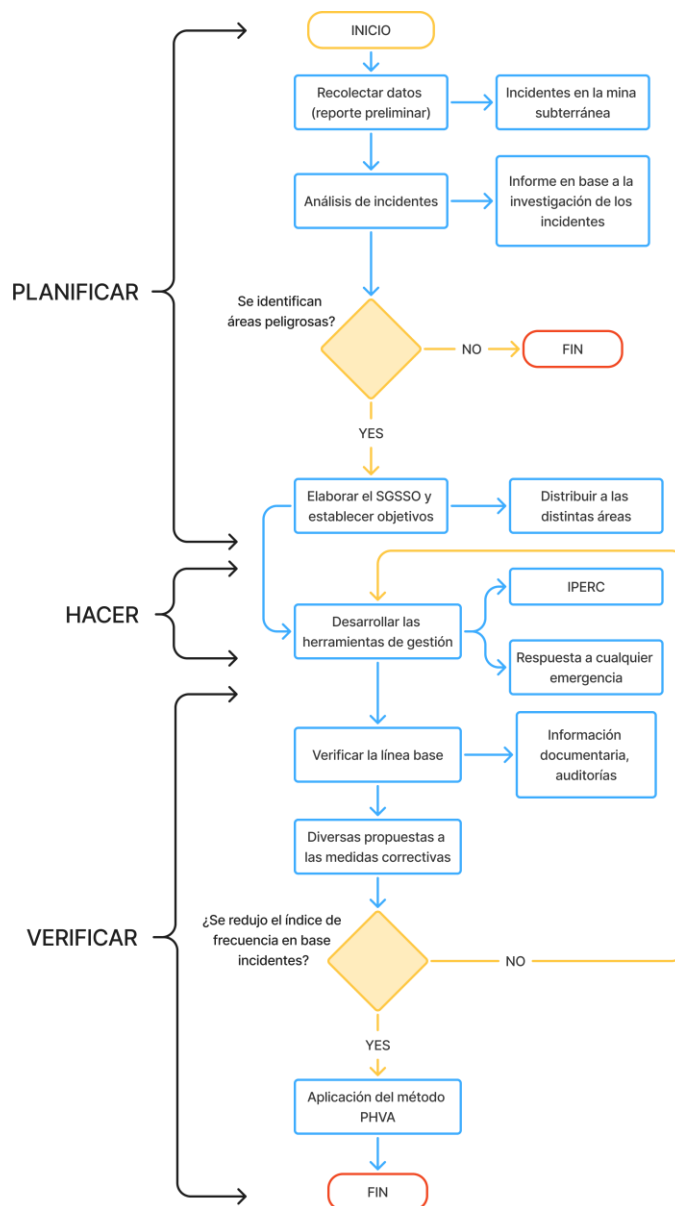 INICIO
Recolectar datos
(reporte preliminar)
Incidentes en la mina
subterránea
Análisis de incidentes
Informe en base a la
investigación de los
incidentes
PLANIFICAR
Se identifican
áreas peligrosas?
NO
FIN
YES
Elaborar el SGSSO y
establecer objetivos
Distribuir a las
distintas áreas
HACER
IPERC
Desarrollar las
herramientas de gestión
Respuesta a cualquier
emergencia
Verificar la línea base
Información
documentaria,
auditorías
Diversas propuestas a
las medidas correctivas
VERIFICAR
¿Se redujo el índice de
frecuencia en base
incidentes?
NO
YES
Aplicación del método
PHVA
FIN